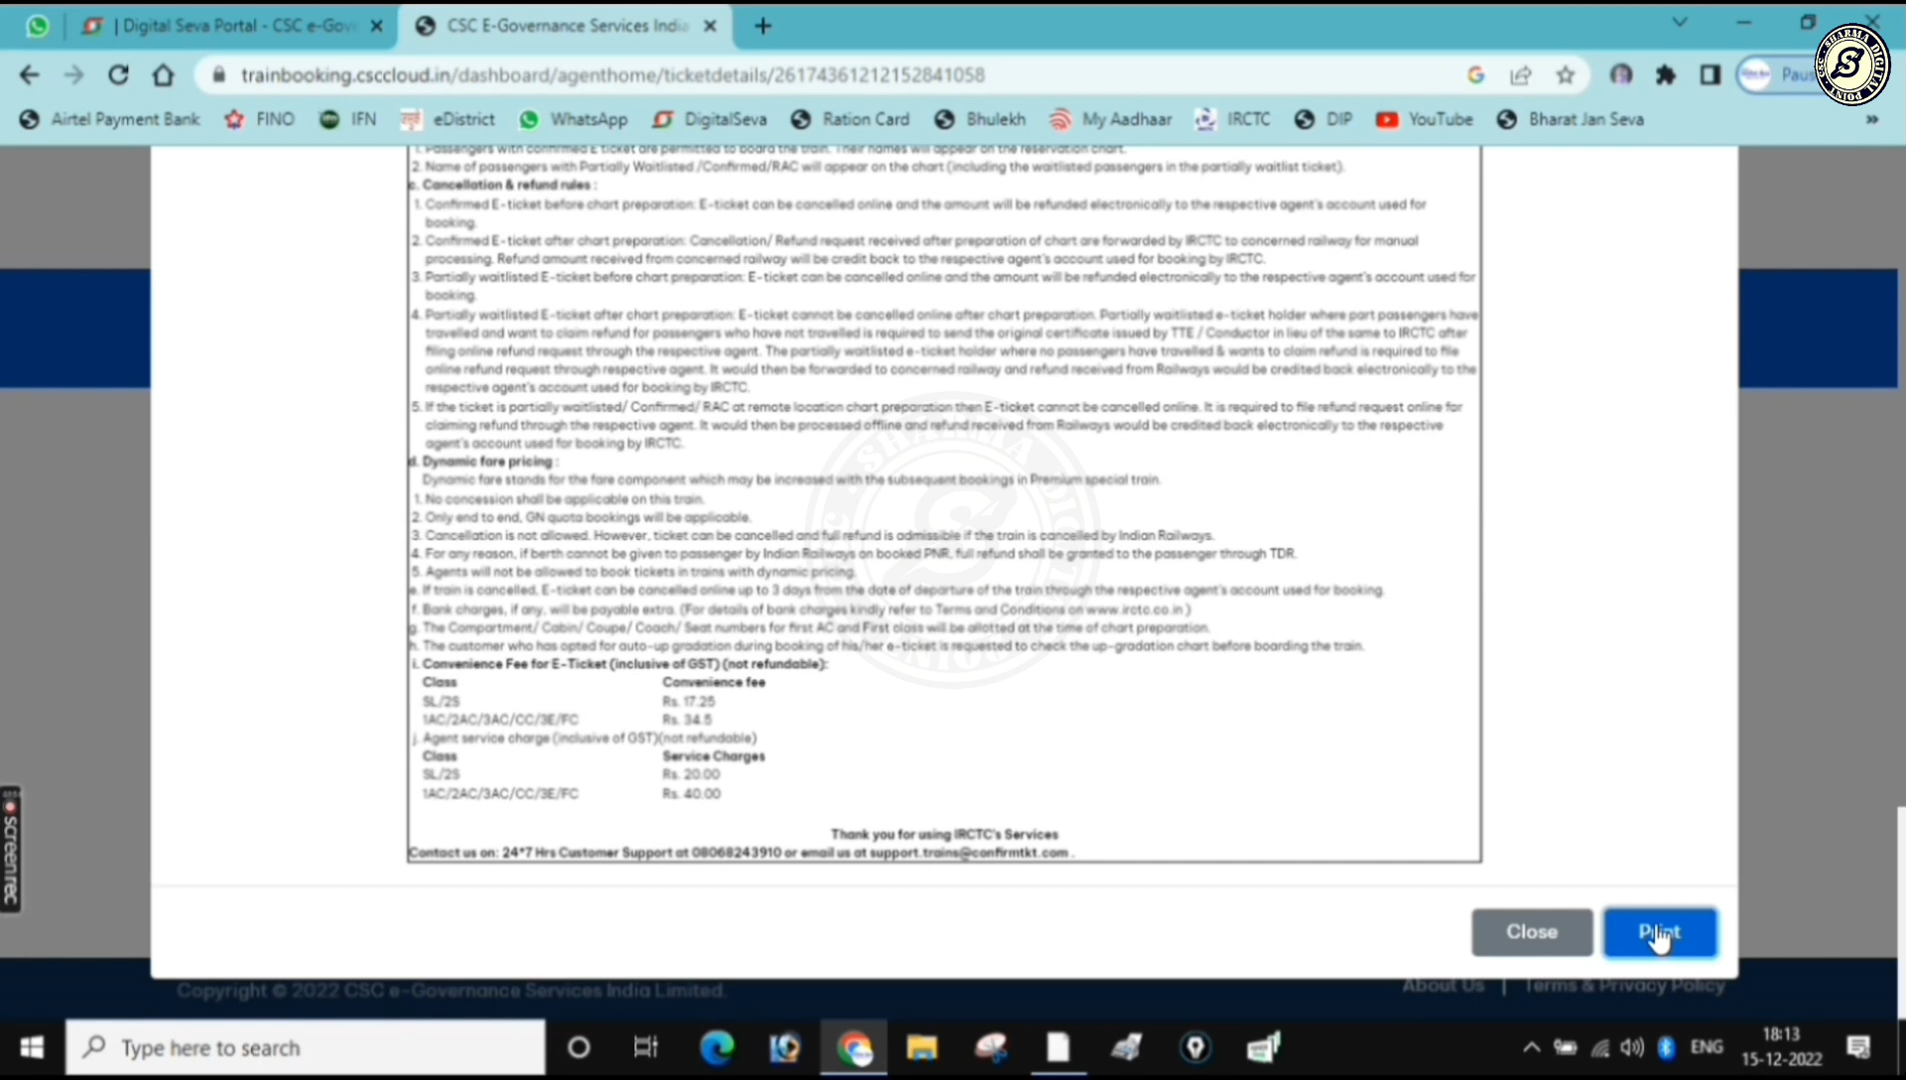 | Digital Seva Portal - CSC e-Gov
CSC E-Governance Services India
trainbooking.csccloud.in/dashboard/agenthome/ticketdetails/26174361212152841058
Paus
Airtel Payment Bank
FINO
IFN
eDistrict
WhatsApp
DigitalSeva
Ration Card
Bhulekh
My Aadhaar
IRCTC
DIP
YouTube
Bharat Jan Seva
1. Passengers with confirmed E ticket are permitted to board the train. Their names will appear on the reservation chart.
2. Name of passengers with Partially Waitlisted /Confirmed/RAC will appear on the chart (including the waitlisted passengers in the partially waitlist ticket).
c. Cancellation & refund rules :
1. Confirmed E-ticket before chart preparation: E-ticket can be cancelled online and the amount will be refunded electronically to the respective agent's account used for
booking.
2. Confirmed E-ticket after chart preparation: Cancellation/ Refund request received after preparation of chart are forwarded by IRCTC to concerned railway for manual
processing. Refund amount received from concerned railway will be credit back to the respective agent's account used for booking by IRCTC.
3. Partially waitlisted E-ticket before chart preparation: E-ticket can be cancelled online and the amount will be refunded electronically to the respective agent's account used for
booking.
4. Partially waitlisted E-ticket after chart preparation: E-ticket cannot be cancelled online after chart preparation. Partially waitlisted e-ticket holder where part passengers have
travelled and want to claim refund for passengers who have not travelled is required to send the original certificate issued by TTE / Conductor in lieu of the same to IRCTC after
filing online refund request through the respective agent. The partially waitlisted e-ticket holder where no passengers have travelled & wants to claim refund is required to file
online refund request through respective agent. It would then be forwarded to concerned railway and refund received from Railways would be credited back electronically to the
respective agent's account used for booking by IRCTC.
5. If the ticket is partially waitlisted/ Confirmed/ RAC at remote location chart preparation then E-ticket cannot be cancelled online. It is required to file refund request online for
claiming refund through the respective agent. It would then be processed offline and refund received from Railways would be credited back electronically to the respective
agent's account used for booking by IRCTC.
d. Dynamic fare pricing :
Dynamic fare stands for the fare component which may be increased with the subsequent bookings in Premium special train.
1. No concession shall be applicable on this train.
2. Only end to end, GN quota bookings will be applicable.
3. Cancellation is not allowed. However, ticket can be cancelled and full refund is admissible if the train is cancelled by Indian Railways.
4. For any reason, if berth cannot be given to passenger by Indian Railways on booked PNR, full refund shall be granted to the passenger through TDR.
5. Agents will not be allowed to book tickets in trains with dynamic pricing.
e. If train is cancelled, E-ticket can be cancelled online up to 3 days from the date of departure of the train through the respective agent's account used for booking.
f. Bank charges, if any, will be payable extra. (For details of bank charges kindly refer to Terms and Conditions on www.irctc.co.in )
g. The Compartment/ Cabin/ Coupe/ Coach/ Seat numbers for first AC and First class will be allotted at the time of chart preparation.
h. The customer who has opted for auto-up gradation during booking of his/her e-ticket is requested to check the up-gradation chart before boarding the train.
i. Convenience Fee for E-Ticket (inclusive of GST) (not refundable):
Class Convenience fee
SL/2S Rs. 17.25
1AC/2AC/3AC/CC/3E/FC Rs. 34.5
j. Agent service charge (inclusive of GST)(not refundable)
Class Service Charges
SL/2S Rs. 20.00
1AC/2AC/3AC/CC/3E/FC Rs. 40.00
Thank you for using IRCTC's Services
Contact us on: 24*7 Hrs Customer Support at 08068243910 or email us at support.trains@confirmtkt.com .
Close
Print
Copyright © 2022 CSC e-Governance Services India Limited.
About Us | Terms & Privacy Policy
screenrec
Type here to search
ENG
18:13
15-12-2022
CSC SHARMA DIGITAL POINT